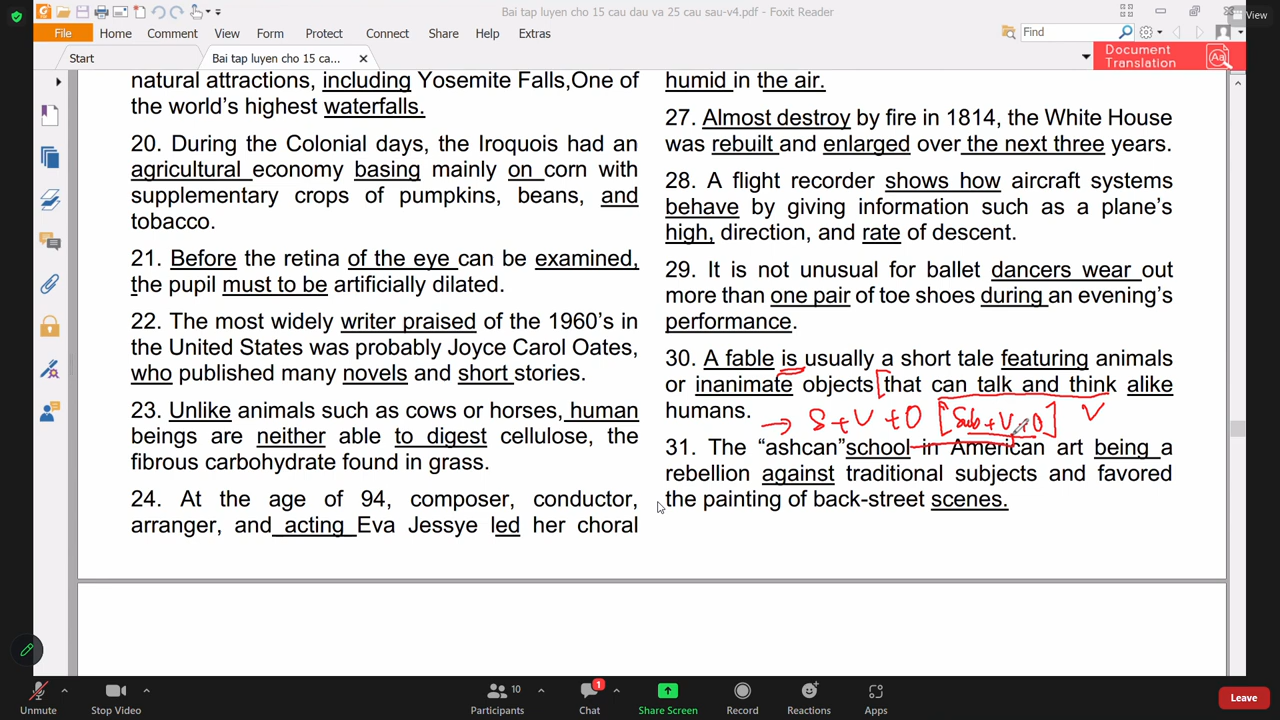 Bai tap luyen cho 15 cau dau va 25 cau sau-v4.pdf - Foxit Reader
View
File Home Comment View Form Protect Connect Share Help Extras
Find
Start
Bai tap luyen cho 15 ca...
Document
Translation
natural attractions, including Yosemite Falls,One of
the world's highest waterfalls.
20. During the Colonial days, the Iroquois had an
agricultural economy basing mainly on corn with
supplementary crops of pumpkins, beans, and
tobacco.
21. Before the retina of the eye can be examined,
the pupil must to be artificially dilated.
22. The most widely writer praised of the 1960's in
the United States was probably Joyce Carol Oates,
who published many novels and short stories.
23. Unlike animals such as cows or horses, human
beings are neither able to digest cellulose, the
fibrous carbohydrate found in grass.
24. At the age of 94, composer, conductor,
arranger, and acting Eva Jessye led her choral
humid in the air.
27. Almost destroy by fire in 1814, the White House
was rebuilt and enlarged over the next three years.
28. A flight recorder shows how aircraft systems
behave by giving information such as a plane's
high, direction, and rate of descent.
29. It is not unusual for ballet dancers wear out
more than one pair of toe shoes during an evening's
performance.
30. A fable is usually a short tale featuring animals
or inanimate objects [that can talk and think alike
humans. → S+V+O [Sub+V+O] V
31. The "ashcan"school in American art being a
rebellion against traditional subjects and favored
the painting of back-street scenes.
Unmute
Stop Video
10
Participants
1
Chat
Share Screen
Record
Reactions
Apps
Leave